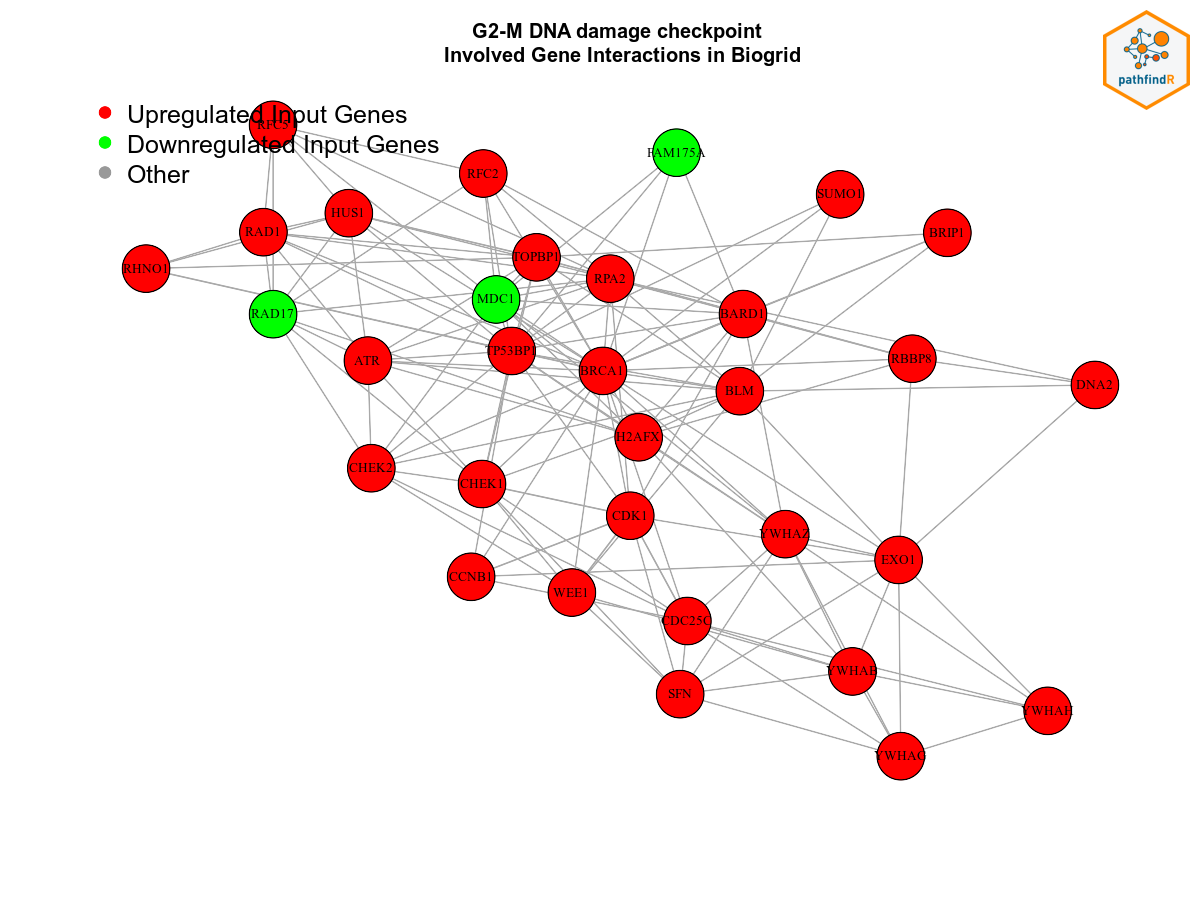 G2-M DNA damage checkpoint
Involved Gene Interactions in Biogrid
pathfindR
Upregulated Input Genes
RFC5
Downregulated Input Genes
FAM175A
Other
RFC2
SUMO1
HUS1
RAD1
BRIP1
TOPBP1
RHNO1
RPA2
MDC1
RAD17
BARD1
TP53BP1
ATR
RBBP8
BRCA1
DNA2
BLM
H2AFX
CHEK2
CHEK1
CDK1
YWHAZ
EXO1
CCNB1
WEE1
CDC25C
YWHAB
SFN
YWHAH
YWHAG